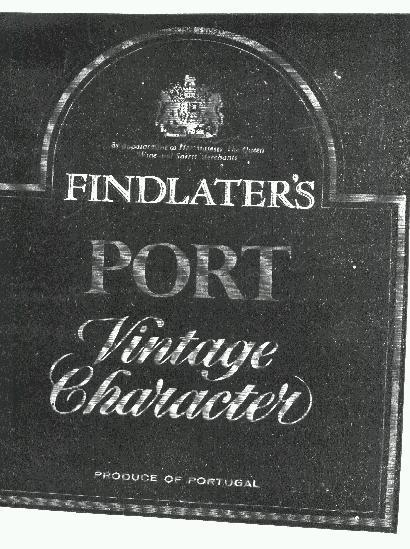 By Appointment to Her Majesty The Queen
Wine and Spirit Merchants
FINDLATER'S
PORT
Vintage
Character
PRODUCE OF PORTUGAL